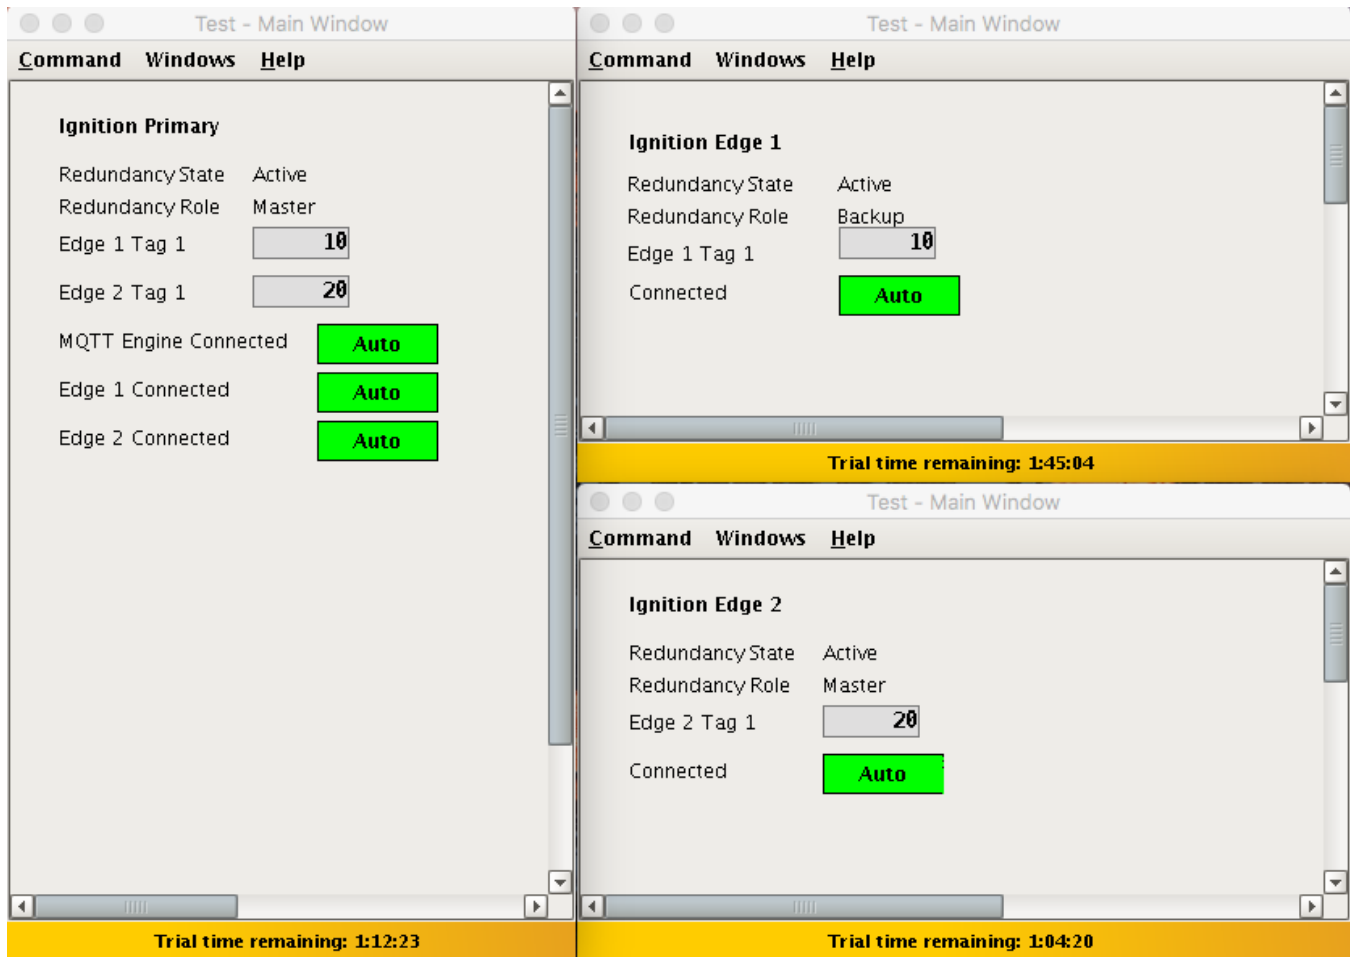 Test - Main Window
Command Windows Help
Ignition Primary
Redundancy State Active
Redundancy Role Master
Edge 1 Tag 1 10
Edge 2 Tag 1 20
MQTT Engine Connected Auto
Edge 1 Connected Auto
Edge 2 Connected Auto
Trial time remaining: 1:12:23
Test - Main Window
Command Windows Help
Ignition Edge 1
Redundancy State Active
Redundancy Role Backup
Edge 1 Tag 1 10
Connected Auto
Trial time remaining: 1:45:04
Test - Main Window
Command Windows Help
Ignition Edge 2
Redundancy State Active
Redundancy Role Master
Edge 2 Tag 1 20
Connected Auto
Trial time remaining: 1:04:20